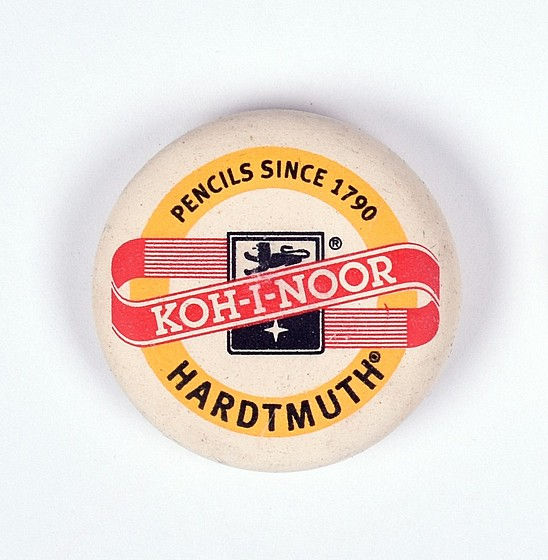 PENCILS SINCE 1790
®
KOH-I-NOOR
HARDTMUTH®